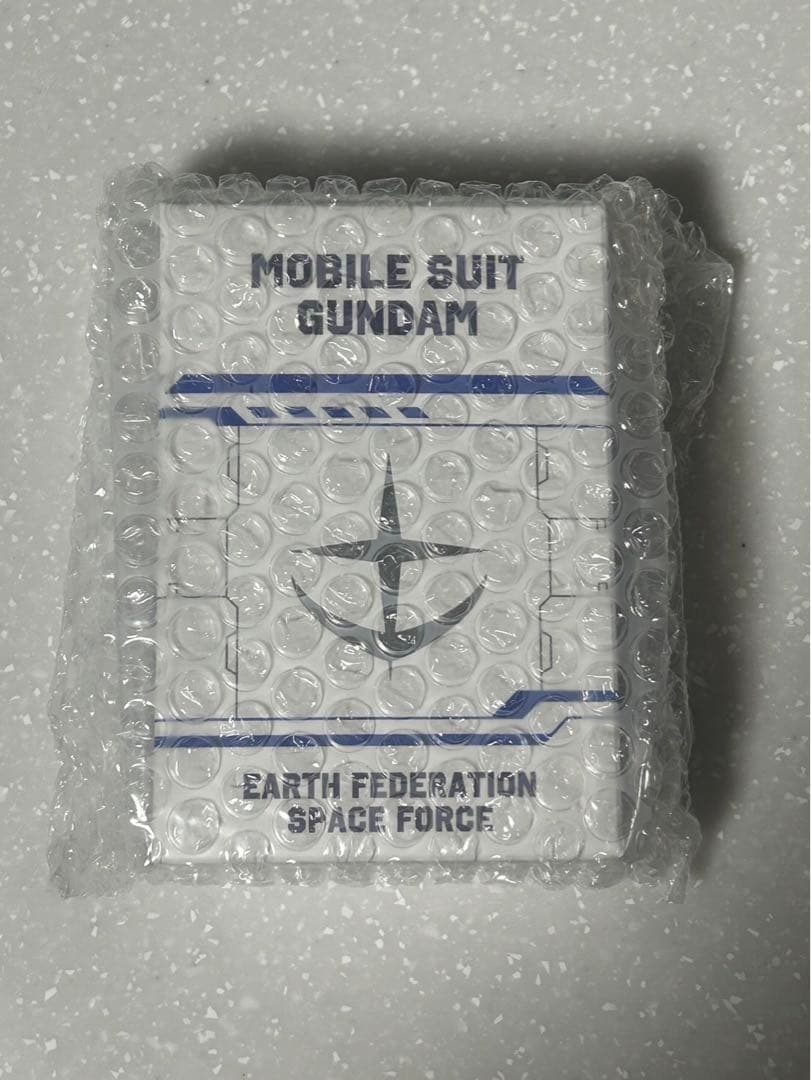 MOBILE SUIT
GUNDAM
EARTH FEDERATION
SPACE FORCE